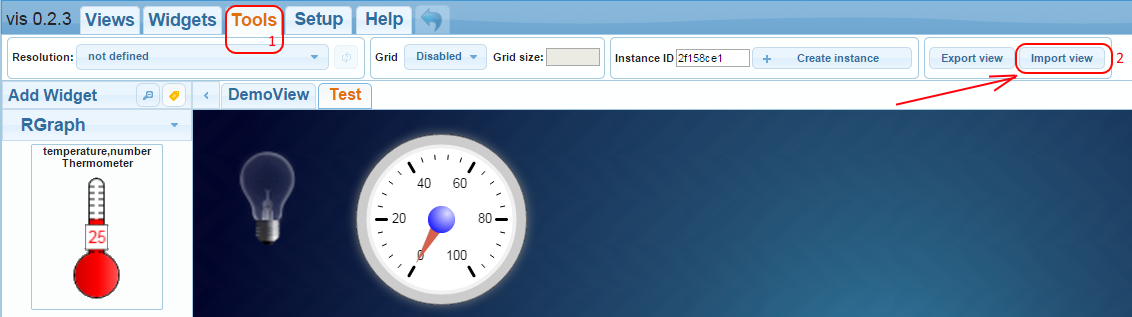 vis 0.2.3 Views Widgets Tools Setup Help
1
Resolution: not defined Grid Disabled Grid size: Instance ID 2f158ce1 + Create instance Export view Import view 2
Add Widget < DemoView Test
RGraph
temperature,number
Thermometer
25
40 60
20 80
0 100